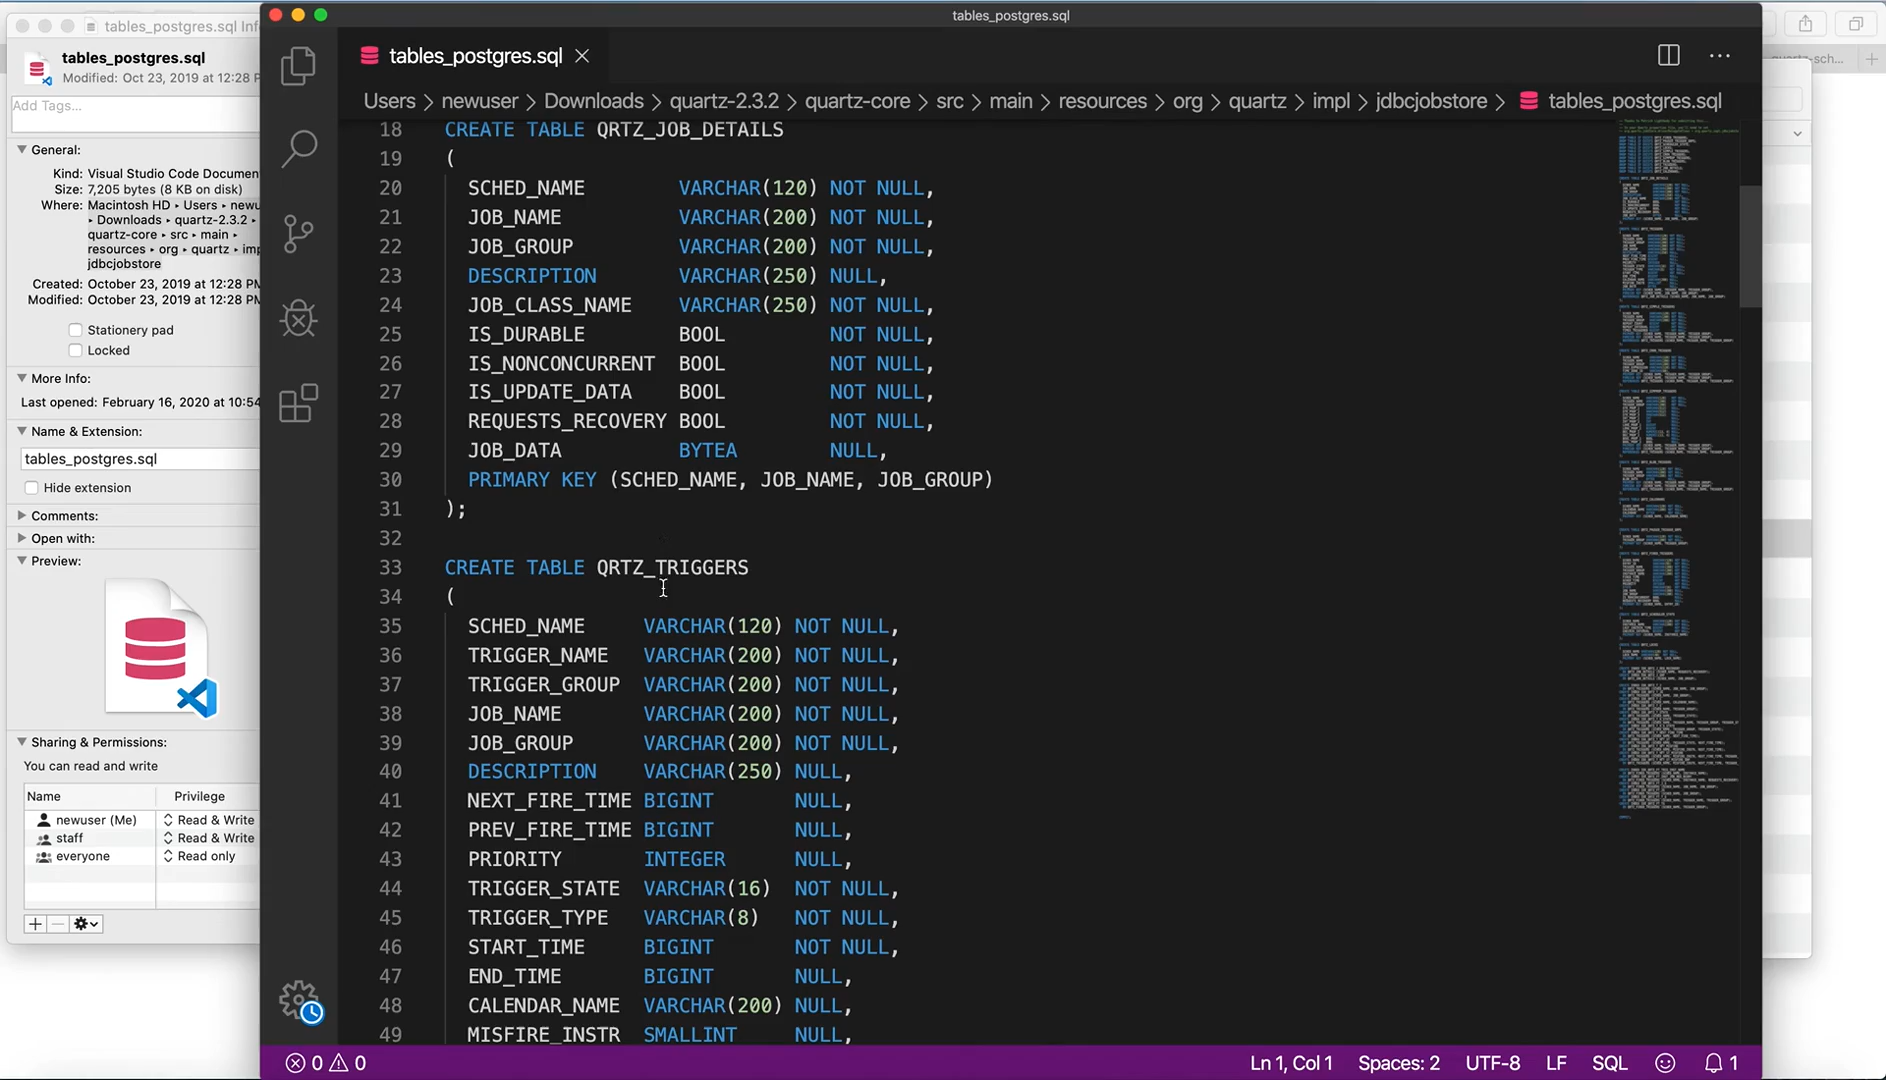 tables_postgres.sql Inf
tables_postgres.sql
Modified: Oct 23, 2019 at 12:28 P
Add Tags...
General:
Kind: Visual Studio Code Documen
Size: 7,205 bytes (8 KB on disk)
Where: Macintosh HD ▸ Users ▸ newu
▸ Downloads ▸ quartz-2.3.2 ▸
quartz-core ▸ src ▸ main ▸
resources ▸ org ▸ quartz ▸ imp
jdbcjobstore
Created: October 23, 2019 at 12:28 PM
Modified: October 23, 2019 at 12:28 PM
Stationery pad
Locked
More Info:
Last opened: February 16, 2020 at 10:54
Name & Extension:
tables_postgres.sql
Hide extension
Comments:
Open with:
Preview:
Sharing & Permissions:
You can read and write
Name Privilege
newuser (Me) Read & Write
staff Read & Write
everyone Read only
tables_postgres.sql
tables_postgres.sql
quartz-sch...
Users > newuser > Downloads > quartz-2.3.2 > quartz-core > src > main > resources > org > quartz > impl > jdbcjobstore > tables_postgres.sql
18 CREATE TABLE QRTZ_JOB_DETAILS
19 (
20 SCHED_NAME VARCHAR(120) NOT NULL,
21 JOB_NAME VARCHAR(200) NOT NULL,
22 JOB_GROUP VARCHAR(200) NOT NULL,
23 DESCRIPTION VARCHAR(250) NULL,
24 JOB_CLASS_NAME VARCHAR(250) NOT NULL,
25 IS_DURABLE BOOL NOT NULL,
26 IS_NONCONCURRENT BOOL NOT NULL,
27 IS_UPDATE_DATA BOOL NOT NULL,
28 REQUESTS_RECOVERY BOOL NOT NULL,
29 JOB_DATA BYTEA NULL,
30 PRIMARY KEY (SCHED_NAME, JOB_NAME, JOB_GROUP)
31 );
32
33 CREATE TABLE QRTZ_TRIGGERS
34 (
35 SCHED_NAME VARCHAR(120) NOT NULL,
36 TRIGGER_NAME VARCHAR(200) NOT NULL,
37 TRIGGER_GROUP VARCHAR(200) NOT NULL,
38 JOB_NAME VARCHAR(200) NOT NULL,
39 JOB_GROUP VARCHAR(200) NOT NULL,
40 DESCRIPTION VARCHAR(250) NULL,
41 NEXT_FIRE_TIME BIGINT NULL,
42 PREV_FIRE_TIME BIGINT NULL,
43 PRIORITY INTEGER NULL,
44 TRIGGER_STATE VARCHAR(16) NOT NULL,
45 TRIGGER_TYPE VARCHAR(8) NOT NULL,
46 START_TIME BIGINT NOT NULL,
47 END_TIME BIGINT NULL,
48 CALENDAR_NAME VARCHAR(200) NULL,
49 MISFIRE_INSTR SMALLINT NULL,
0 0 Ln 1, Col 1 Spaces: 2 UTF-8 LF SQL 1